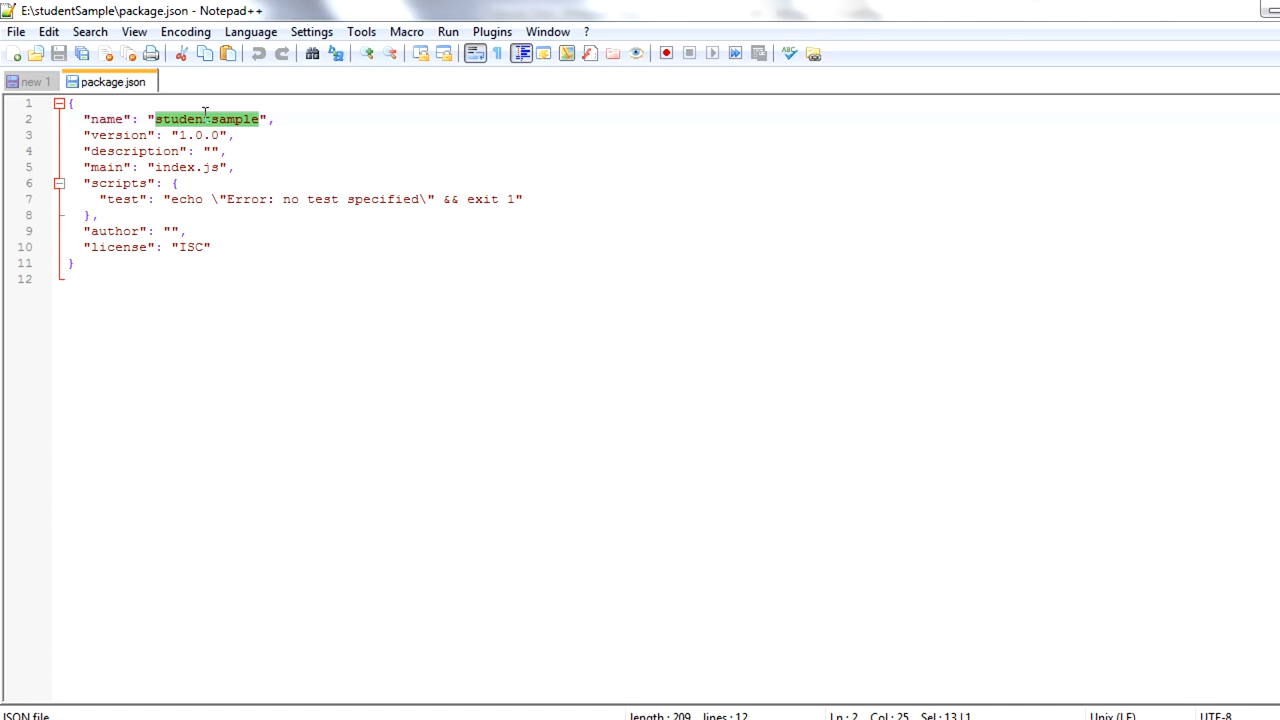 E:\studentSample\package.json - Notepad++
File Edit Search View Encoding Language Settings Tools Macro Run Plugins Window ?
new 1 package.json
1 {
2 "name": "studentsample",
3 "version": "1.0.0",
4 "description": "",
5 "main": "index.js",
6 "scripts": {
7 "test": "echo \"Error: no test specified\" && exit 1"
8 },
9 "author": "",
10 "license": "ISC"
11 }
12
JSON file length : 209 lines : 12 Ln : 2 Col : 25 Sel : 13 | 1 Unix (LF) UTF-8